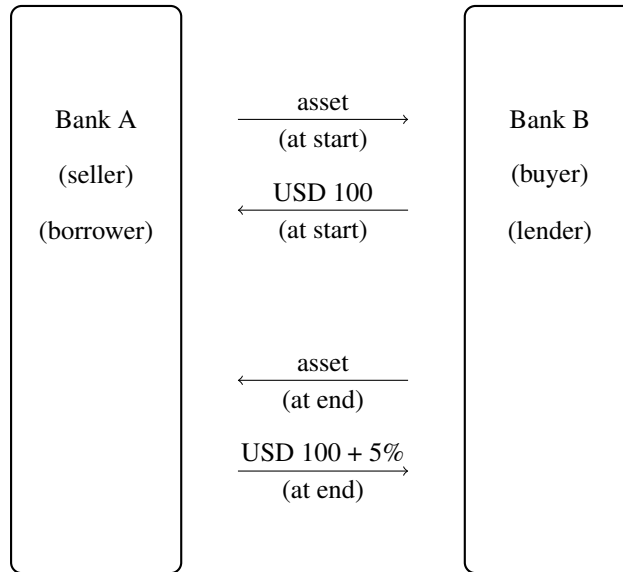 Bank A
(seller)
(borrower)
asset
(at start)
USD 100
(at start)
asset
(at end)
USD 100 + 5%
(at end)
Bank B
(buyer)
(lender)